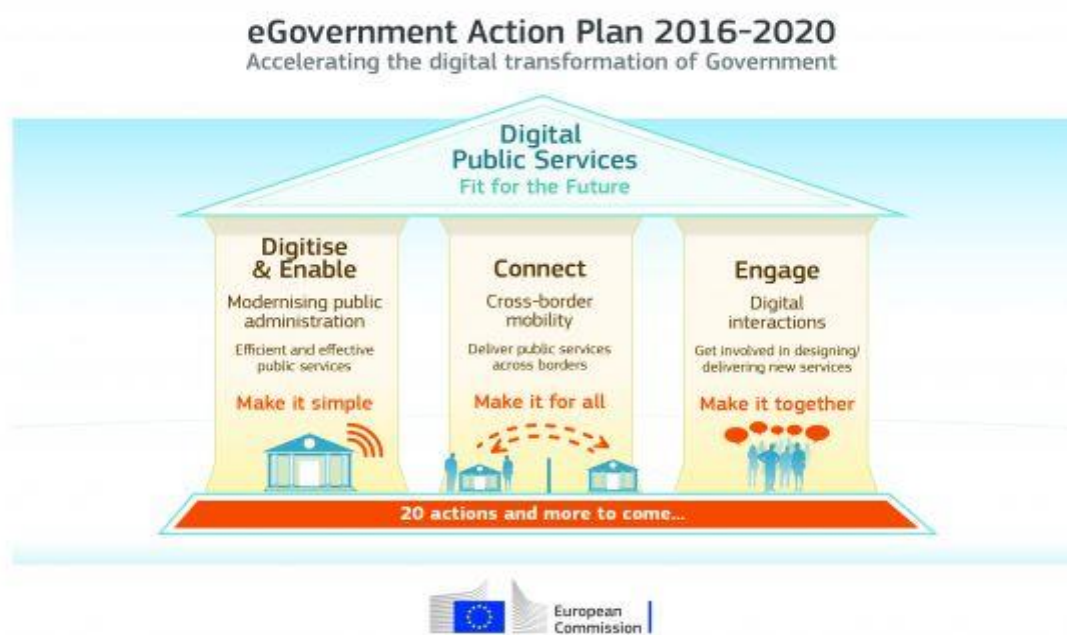 eGovernment Action Plan 2016-2020
Accelerating the digital transformation of Government
Digital
Public Services
Fit for the Future
Digitise
& Enable
Modernising public
administration
Efficient and effective
public services
Make it simple
Connect
Cross-border
mobility
Deliver public services
across borders
Make it for all
Engage
Digital
interactions
Get involved in designing/
delivering new services
Make it together
20 actions and more to come...
European
Commission